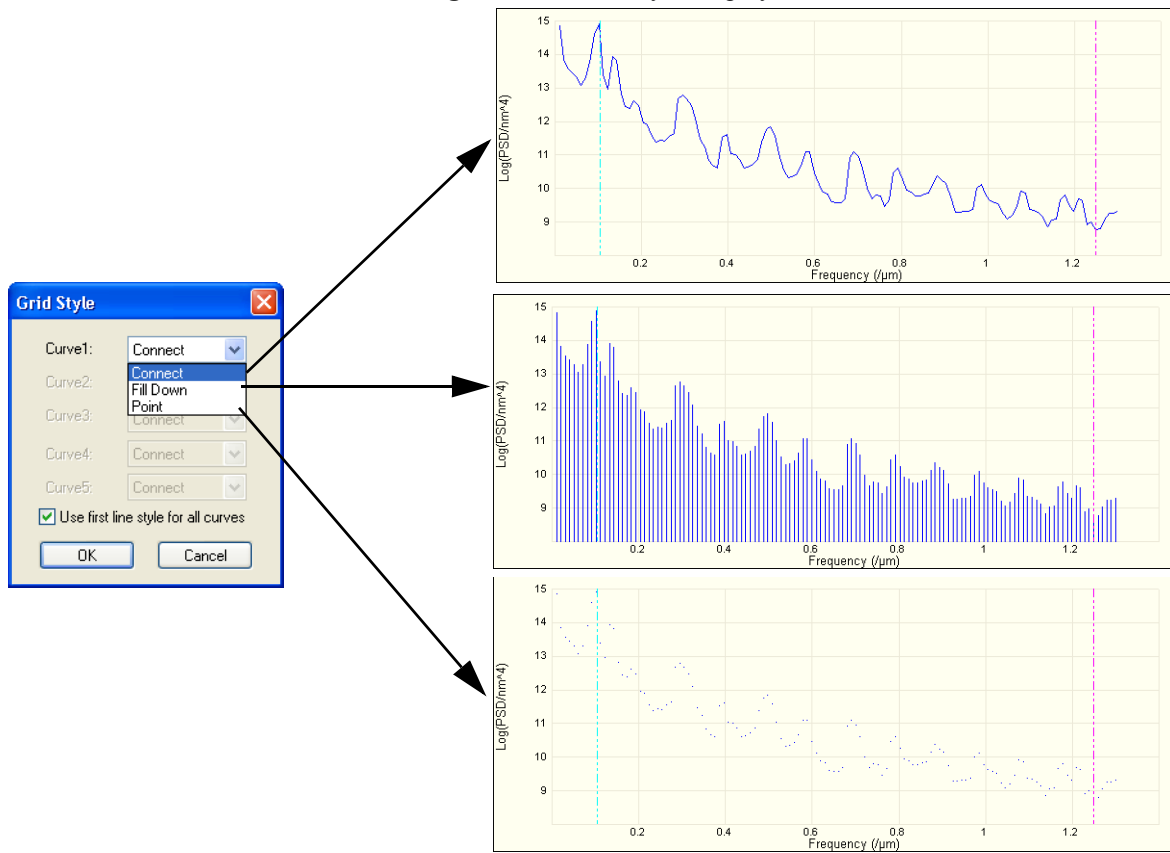 15
14
13
12
11
10
9
Log(PSD/nm^4)
0.2 0.4 0.6 0.8 1 1.2
Frequency (/µm)
Grid Style
Curve1: Connect
Connect
Curve2: Fill Down
Point
Curve3: Connect
Curve4: Connect
Curve5: Connect
Use first line style for all curves
OK Cancel
15
14
13
12
11
10
9
Log(PSD/nm^4)
0.2 0.4 0.6 0.8 1 1.2
Frequency (/µm)
15
14
13
12
11
10
9
Log(PSD/nm^4)
0.2 0.4 0.6 0.8 1 1.2
Frequency (/µm)